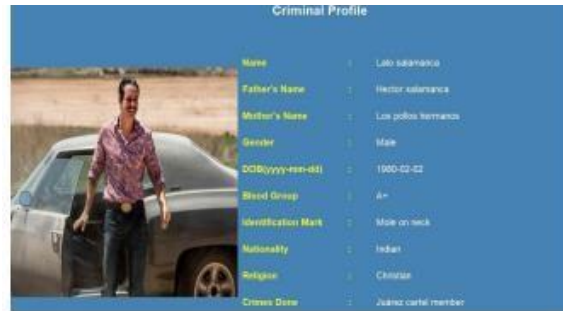 Criminal Profile
Name : Lalo salamanca
Father's Name : Hector salamanca
Mother's Name : Los pollos hermanos
Gender : Male
DOB(yyyy-mm-dd) : 1980-02-02
Blood Group : A+
Identification Mark : Mole on neck
Nationality : Indian
Religion : Christian
Crimes Done : Juárez cartel member